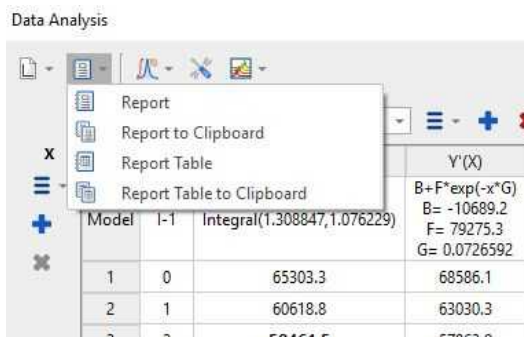 Data Analysis
Report
Report to Clipboard
Report Table
Report Table to Clipboard
X
Y'(X)
Model I-1 Integral(1.308847,1.076229) B+F*exp(-x*G)
B= -10689.2
F= 79275.3
G= 0.0726592
1 0 65303.3 68586.1
2 1 60618.8 63030.3